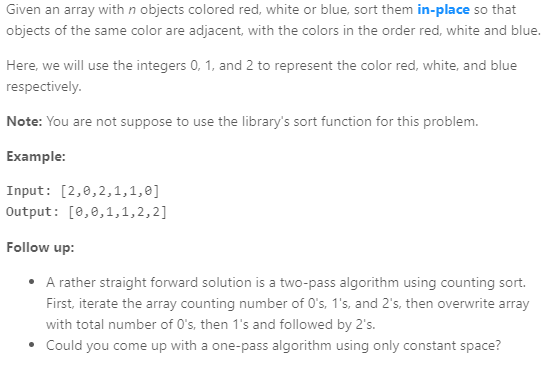 Given an array with n objects colored red, white or blue, sort them in-place so that
objects of the same color are adjacent, with the colors in the order red, white and blue.
Here, we will use the integers 0, 1, and 2 to represent the color red, white, and blue
respectively.
Note: You are not suppose to use the library's sort function for this problem.
Example:
Input: [2,0,2,1,1,0]
Output: [0,0,1,1,2,2]
Follow up:
• A rather straight forward solution is a two-pass algorithm using counting sort.
First, iterate the array counting number of 0's, 1's, and 2's, then overwrite array
with total number of 0's, then 1's and followed by 2's.
• Could you come up with a one-pass algorithm using only constant space?